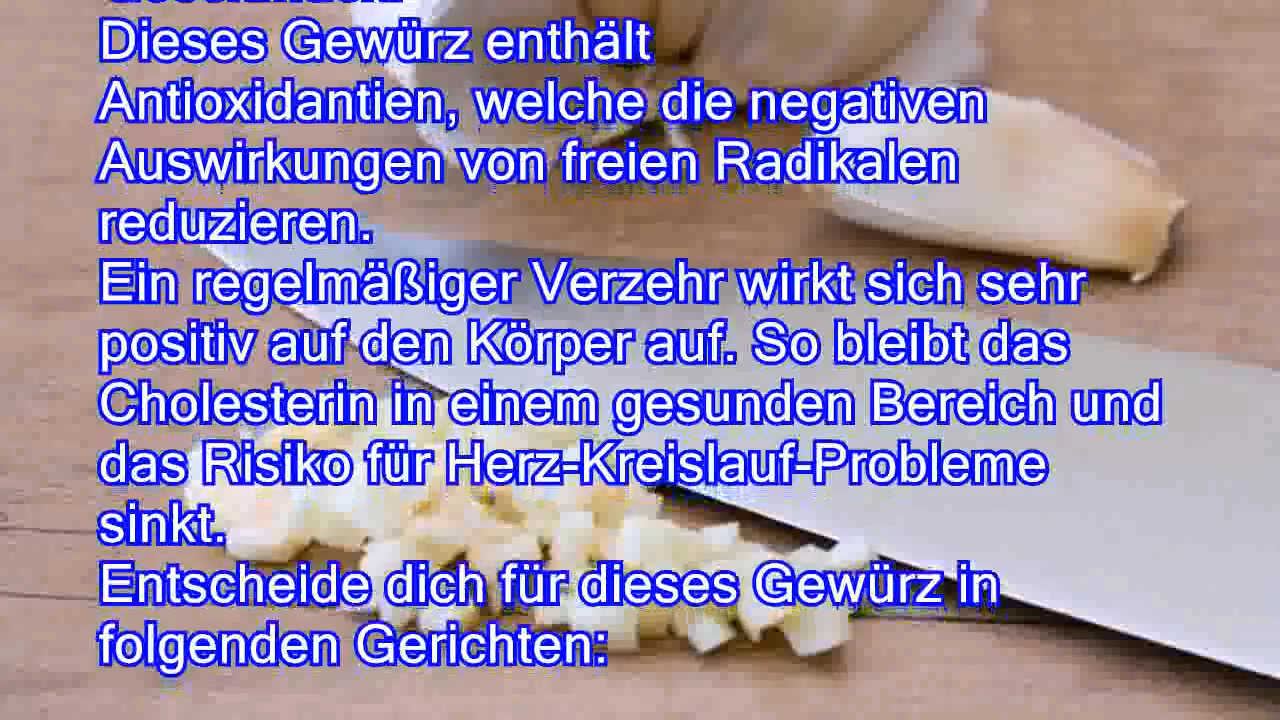 Dieses Gewürz enthält
Antioxidantien, welche die negativen
Auswirkungen von freien Radikalen
reduzieren.
Ein regelmäßiger Verzehr wirkt sich sehr
positiv auf den Körper auf. So bleibt das
Cholesterin in einem gesunden Bereich und
das Risiko für Herz-Kreislauf-Probleme
sinkt.
Entscheide dich für dieses Gewürz in
folgenden Gerichten: